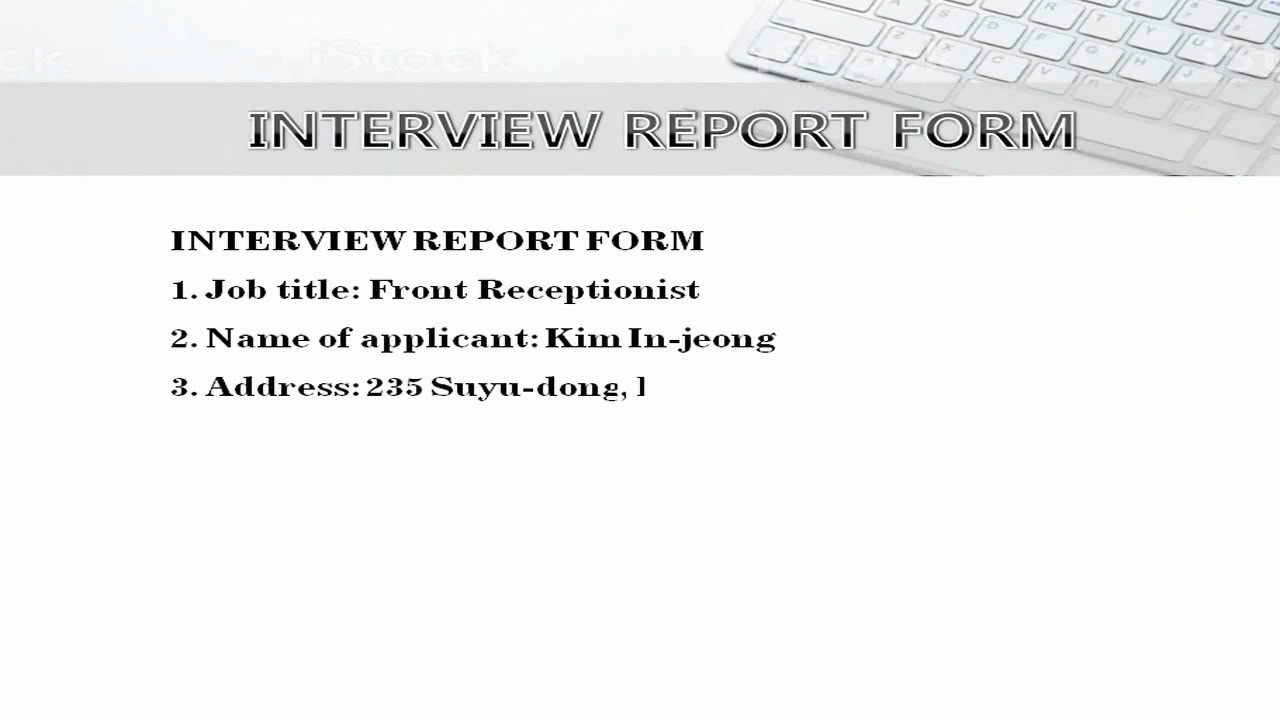 iStock
INTERVIEW REPORT FORM
INTERVIEW REPORT FORM
1. Job title: Front Receptionist
2. Name of applicant: Kim In-jeong
3. Address: 235 Suyu-dong,